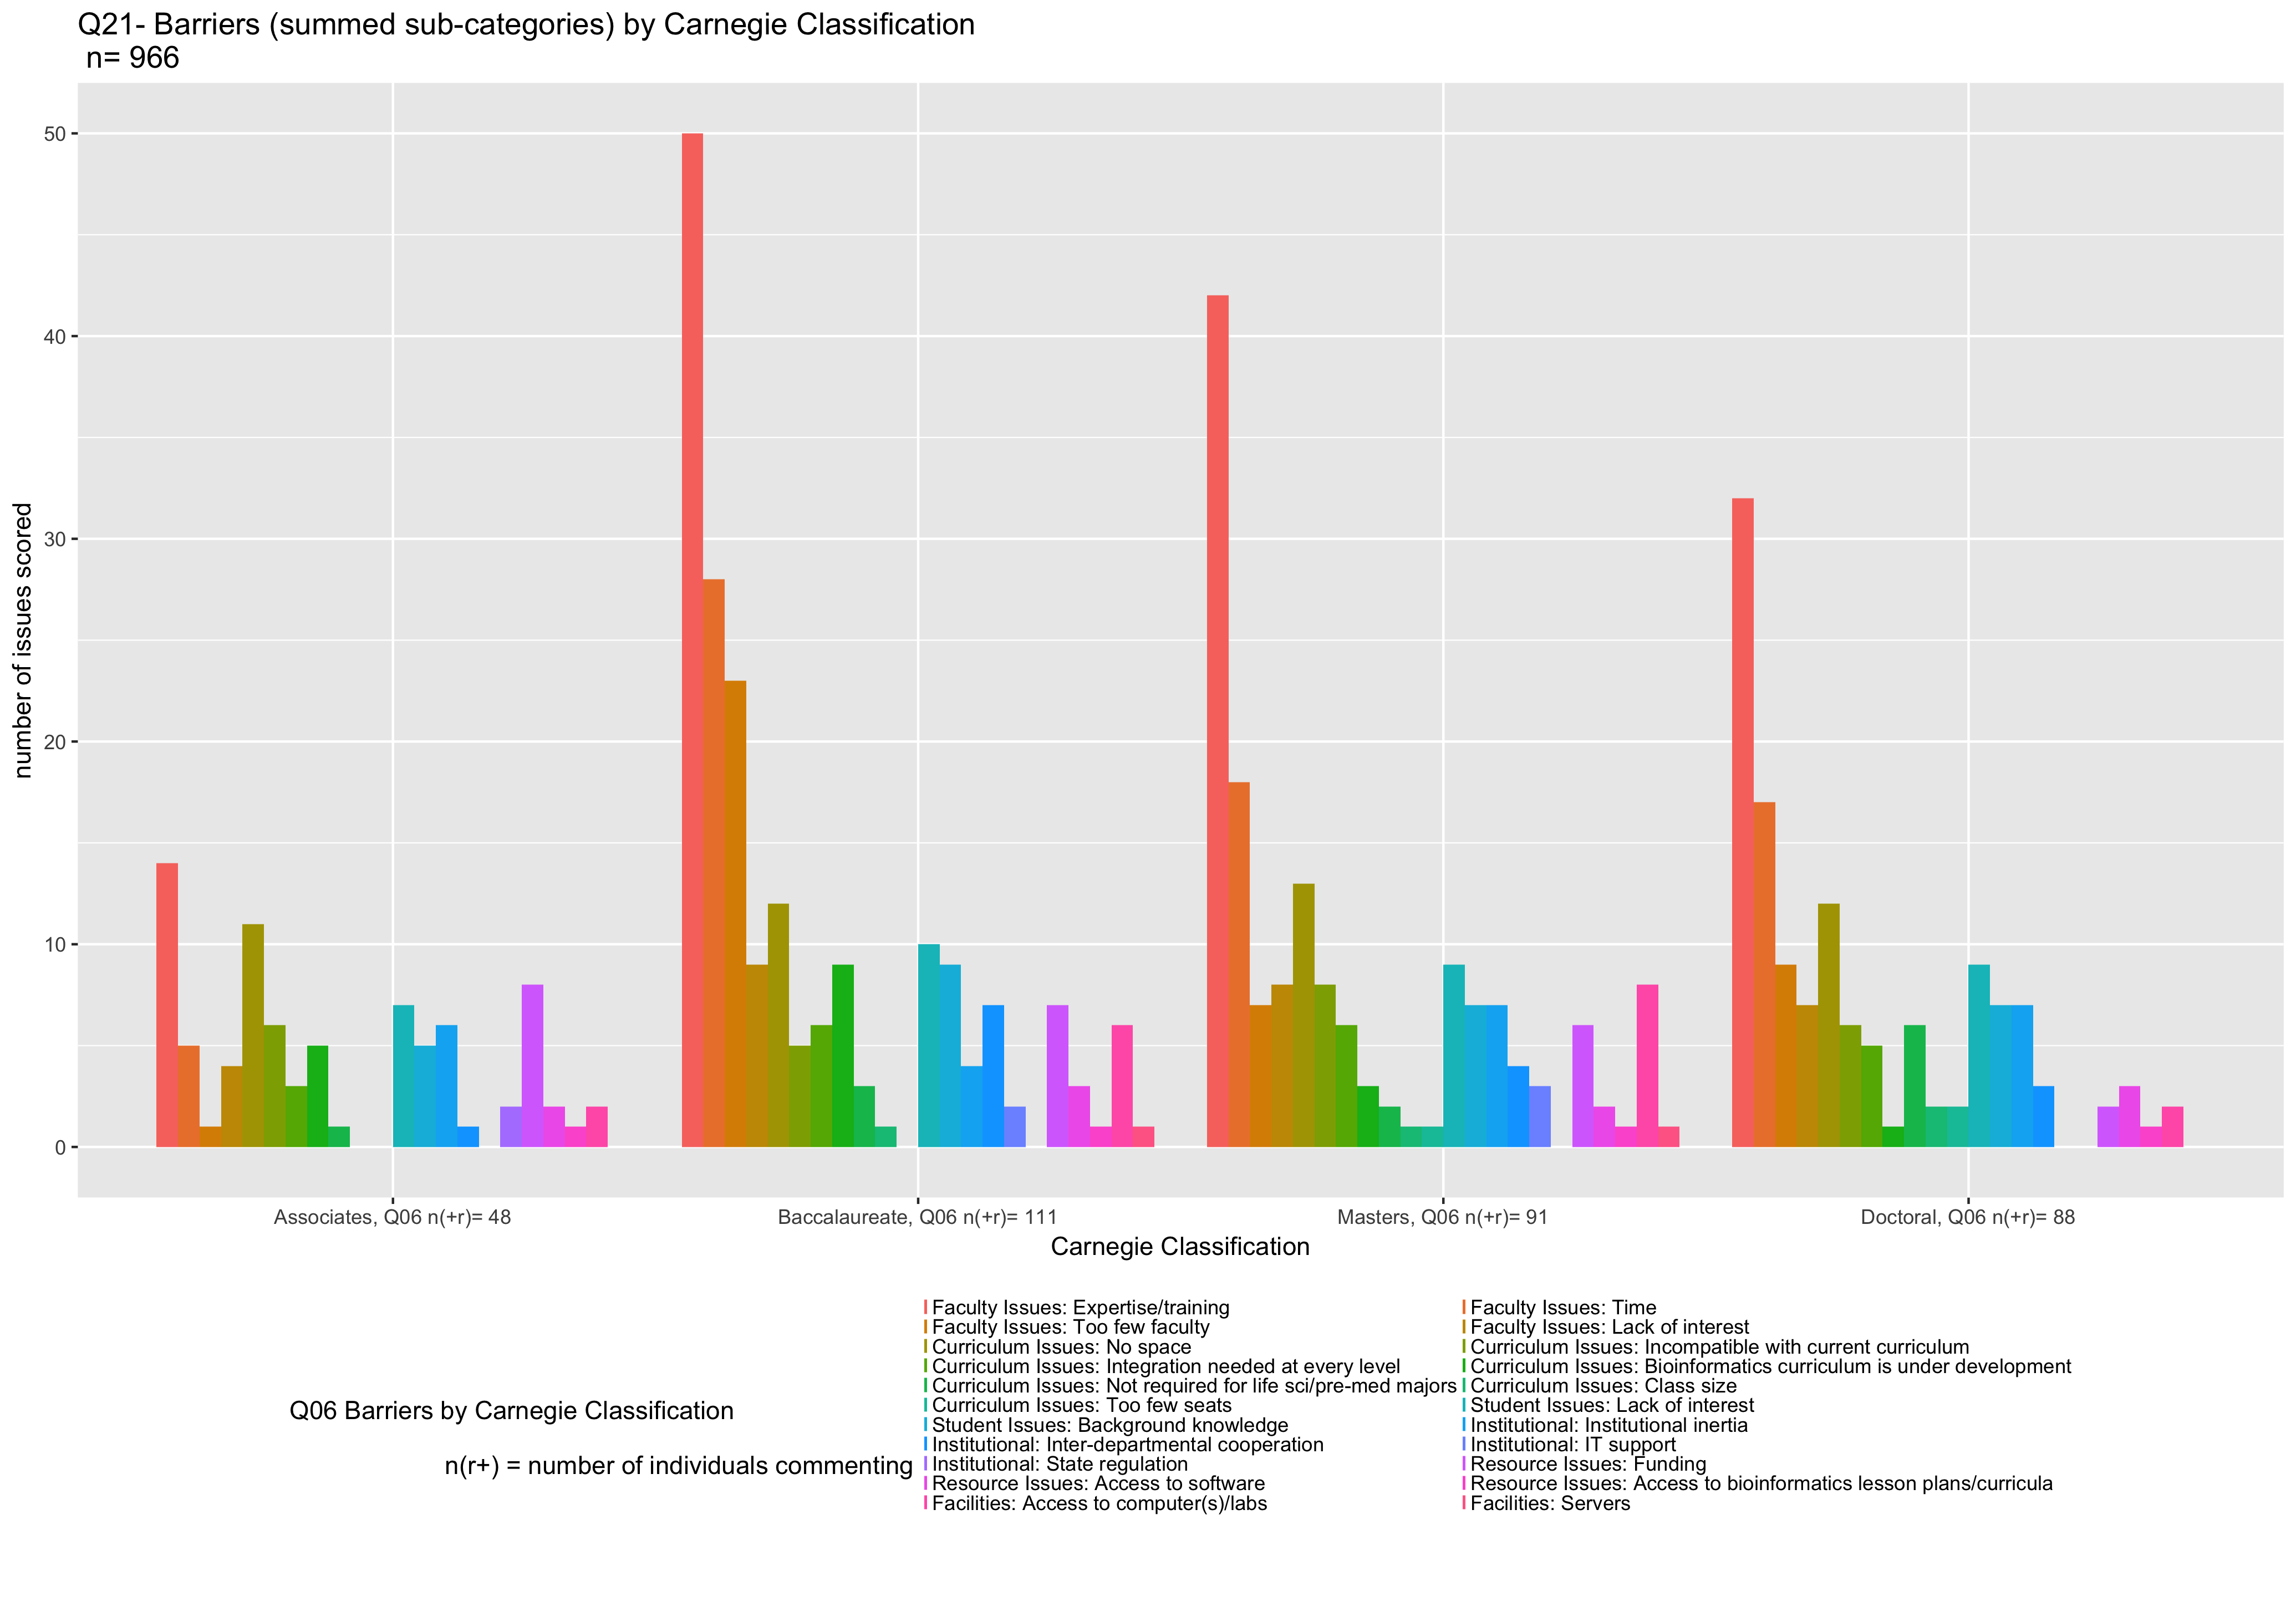 Q21- Barriers (summed sub-categories) by Carnegie Classification
n= 966
number of issues scored
50
40
30
20
10
0
Associates, Q06 n(+r)= 48
Baccalaureate, Q06 n(+r)= 111
Masters, Q06 n(+r)= 91
Doctoral, Q06 n(+r)= 88
Carnegie Classification
Q06 Barriers by Carnegie Classification
n(r+) = number of individuals commenting
Faculty Issues: Expertise/training
Faculty Issues: Too few faculty
Curriculum Issues: No space
Curriculum Issues: Integration needed at every level
Curriculum Issues: Not required for life sci/pre-med majors
Curriculum Issues: Too few seats
Student Issues: Background knowledge
Institutional: Inter-departmental cooperation
Institutional: State regulation
Resource Issues: Access to software
Facilities: Access to computer(s)/labs
Faculty Issues: Time
Faculty Issues: Lack of interest
Curriculum Issues: Incompatible with current curriculum
Curriculum Issues: Bioinformatics curriculum is under development
Curriculum Issues: Class size
Student Issues: Lack of interest
Institutional: Institutional inertia
Institutional: IT support
Resource Issues: Funding
Resource Issues: Access to bioinformatics lesson plans/curricula
Facilities: Servers